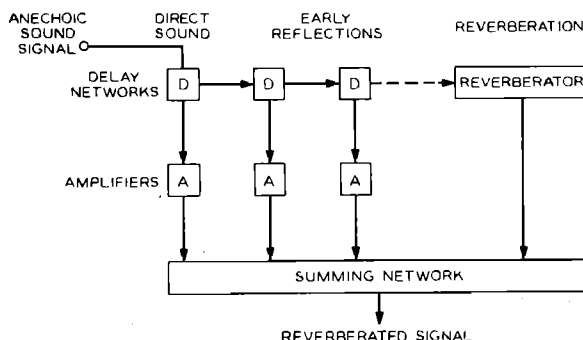 ANECHOIC
SOUND
SIGNAL
DIRECT
SOUND
EARLY
REFLECTIONS
REVERBERATION
DELAY
NETWORKS
D
D
D
REVERBERATOR
AMPLIFIERS
A
A
A
SUMMING NETWORK
REVERBERATED SIGNAL